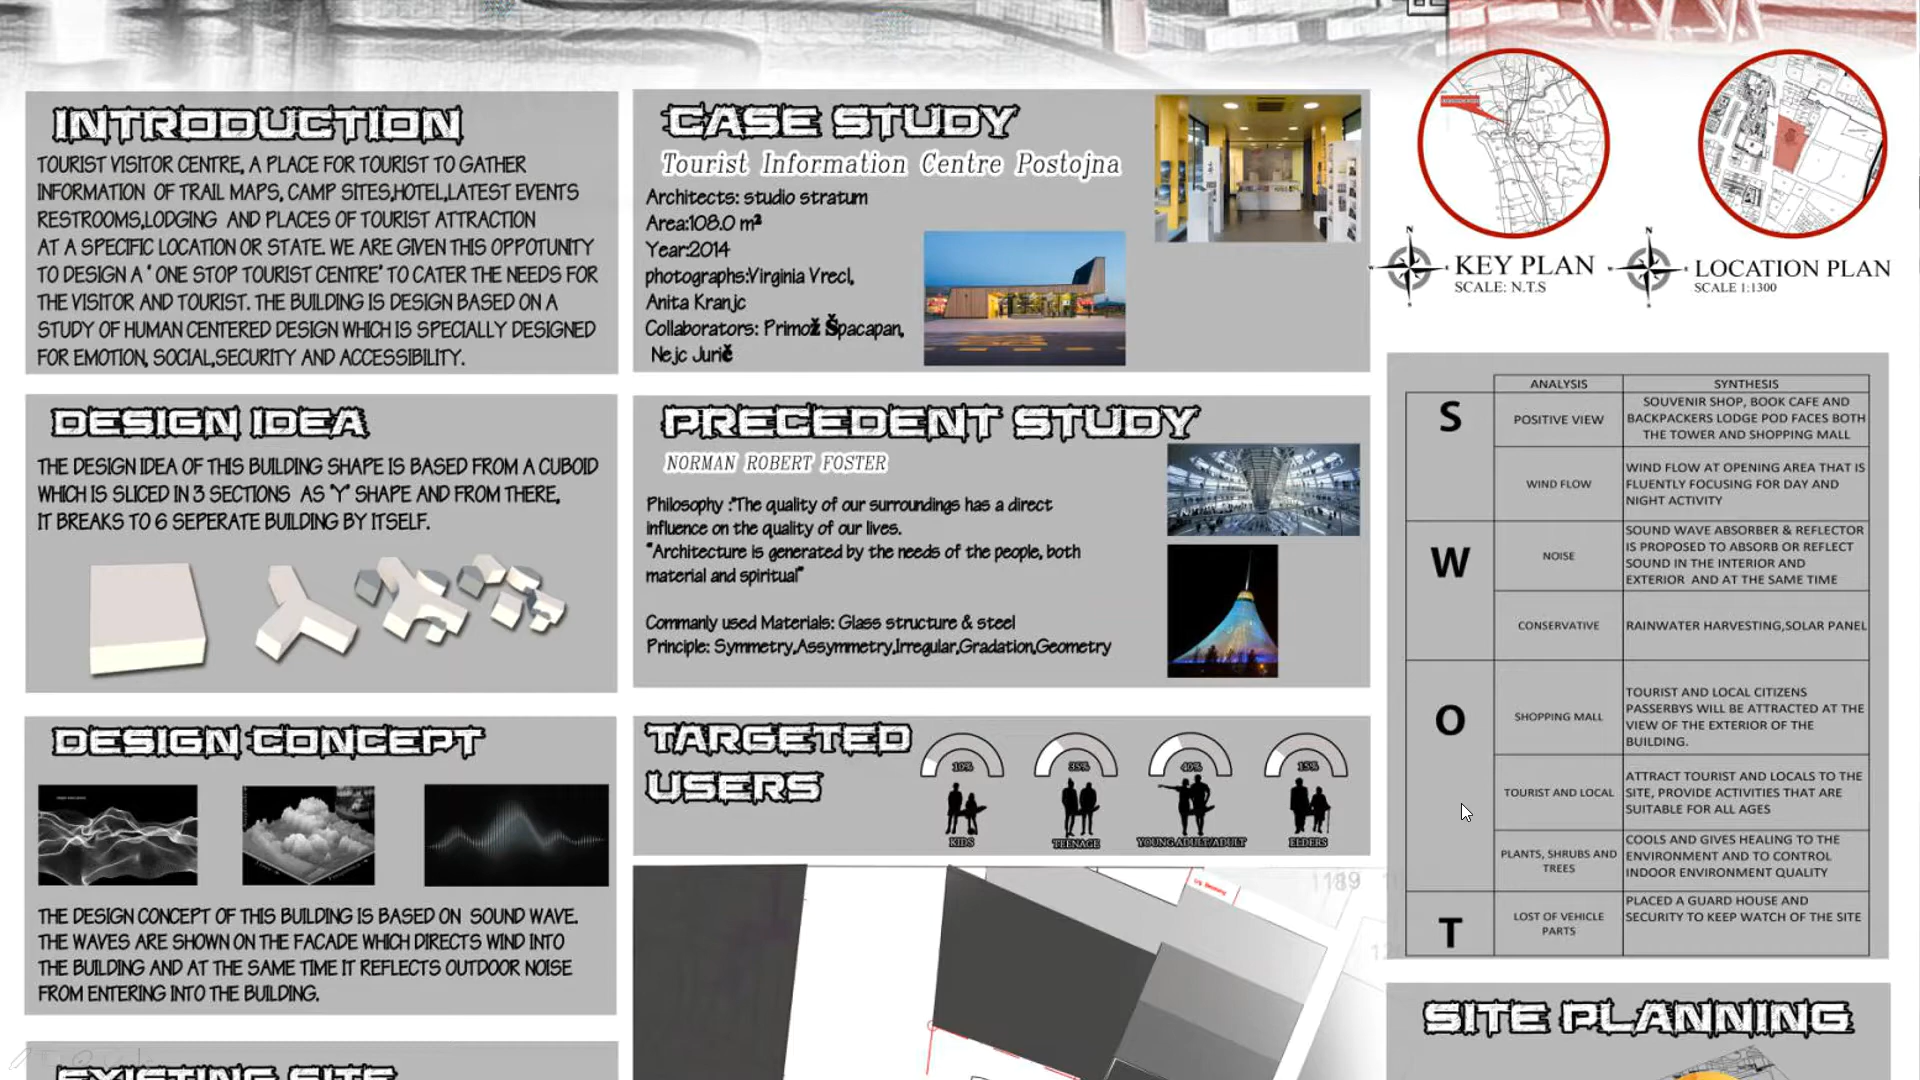 INTRODUCTION
TOURIST VISITOR CENTRE, A PLACE FOR TOURIST TO GATHER
INFORMATION OF TRAIL MAPS, CAMP SITES,HOTEL,LATEST EVENTS
RESTROOMS,LODGING AND PLACES OF TOURIST ATTRACTION
AT A SPECIFIC LOCATION OR STATE. WE ARE GIVEN THIS OPPOTUNITY
TO DESIGN A " ONE STOP TOURIST CENTRE" TO CATER THE NEEDS FOR
THE VISITOR AND TOURIST. THE BUILDING IS DESIGN BASED ON A
STUDY OF HUMAN CENTERED DESIGN WHICH IS SPECIALLY DESIGNED
FOR EMOTION, SOCIAL,SECURITY AND ACCESSIBILITY.
DESIGN IDEA
THE DESIGN IDEA OF THIS BUILDING SHAPE IS BASED FROM A CUBOID
WHICH IS SLICED IN 3 SECTIONS AS "Y" SHAPE AND FROM THERE,
IT BREAKS TO 6 SEPERATE BUILDING BY ITSELF.
DESIGN CONCEPT
THE DESIGN CONCEPT OF THIS BUILDING IS BASED ON SOUND WAVE.
THE WAVES ARE SHOWN ON THE FACADE WHICH DIRECTS WIND INTO
THE BUILDING AND AT THE SAME TIME IT REFLECTS OUTDOOR NOISE
FROM ENTERING INTO THE BUILDING.
EXISTING SITE
CASE STUDY
Tourist Information Centre Postojna
Architects: studio stratum
Area:108.0 m²
Year:2014
photographs:Virginia Vrecl,
Anita Kranjc
Collaborators: Primož Špacapan,
Nejc Jurič
PRECEDENT STUDY
NORMAN ROBERT FOSTER
Philosophy :"The quality of our surroundings has a direct
influence on the quality of our lives.
"Architecture is generated by the needs of the people, both
material and spiritual"
Commanly used Materials: Glass structure & steel
Principle: Symmetry,Assymmetry,Irregular,Gradation,Geometry
TARGETED
USERS
10%
35%
40%
15%
KIDS
TEENAGE
YOUNG ADULT/ADULT
ELDERS
1189
N
KEY PLAN
SCALE: N.T.S
N
LOCATION PLAN
SCALE 1:1300
ANALYSIS
SYNTHESIS
S
POSITIVE VIEW
SOUVENIR SHOP, BOOK CAFE AND
BACKPACKERS LODGE POD FACES BOTH
THE TOWER AND SHOPPING MALL
WIND FLOW
WIND FLOW AT OPENING AREA THAT IS
FLUENTLY FOCUSING FOR DAY AND
NIGHT ACTIVITY
W
NOISE
SOUND WAVE ABSORBER & REFLECTOR
IS PROPOSED TO ABSORB OR REFLECT
SOUND IN THE INTERIOR AND
EXTERIOR AND AT THE SAME TIME
CONSERVATIVE
RAINWATER HARVESTING,SOLAR PANEL
O
SHOPPING MALL
TOURIST AND LOCAL CITIZENS
PASSERBYS WILL BE ATTRACTED AT THE
VIEW OF THE EXTERIOR OF THE
BUILDING.
TOURIST AND LOCAL
ATTRACT TOURIST AND LOCALS TO THE
SITE, PROVIDE ACTIVITIES THAT ARE
SUITABLE FOR ALL AGES
PLANTS, SHRUBS AND
TREES
COOLS AND GIVES HEALING TO THE
ENVIRONMENT AND TO CONTROL
INDOOR ENVIRONMENT QUALITY
T
LOST OF VEHICLE
PARTS
PLACED A GUARD HOUSE AND
SECURITY TO KEEP WATCH OF THE SITE
SITE PLANNING